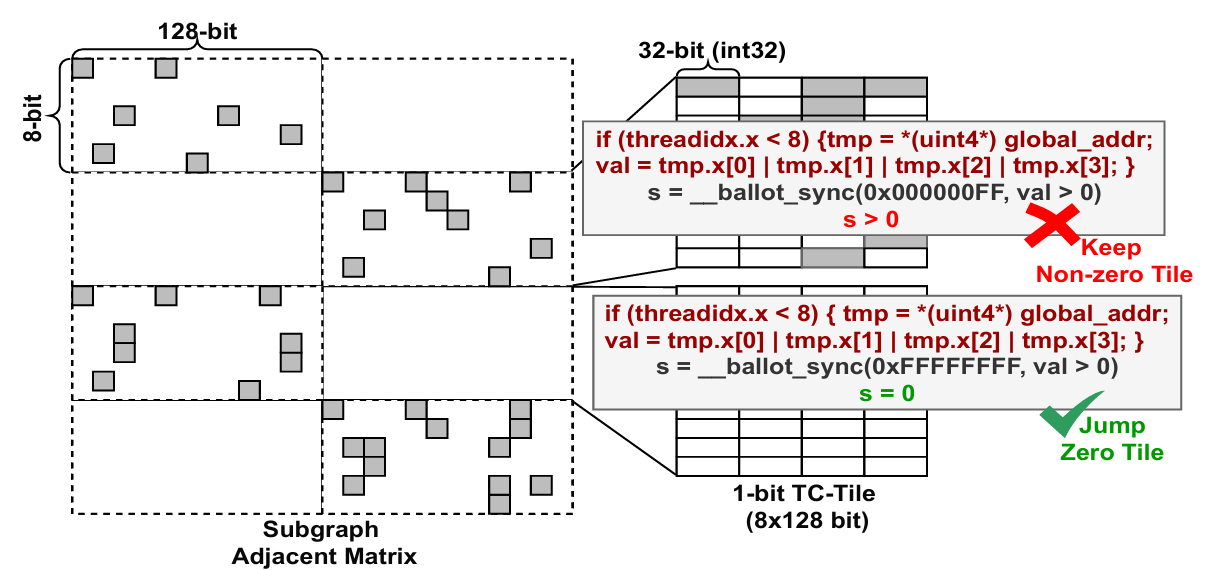 128-bit
8-bit
32-bit (int32)
if (threadidx.x < 8) {tmp = *(uint4*) global_addr;
val = tmp.x[0] | tmp.x[1] | tmp.x[2] | tmp.x[3]; }
s = __ballot_sync(0x000000FF, val > 0)
s > 0
Keep
Non-zero Tile
if (threadidx.x < 8) { tmp = *(uint4*) global_addr;
val = tmp.x[0] | tmp.x[1] | tmp.x[2] | tmp.x[3]; }
s = __ballot_sync(0xFFFFFFFF, val > 0)
s = 0
Jump
Zero Tile
1-bit TC-Tile
(8x128 bit)
Subgraph
Adjacent Matrix